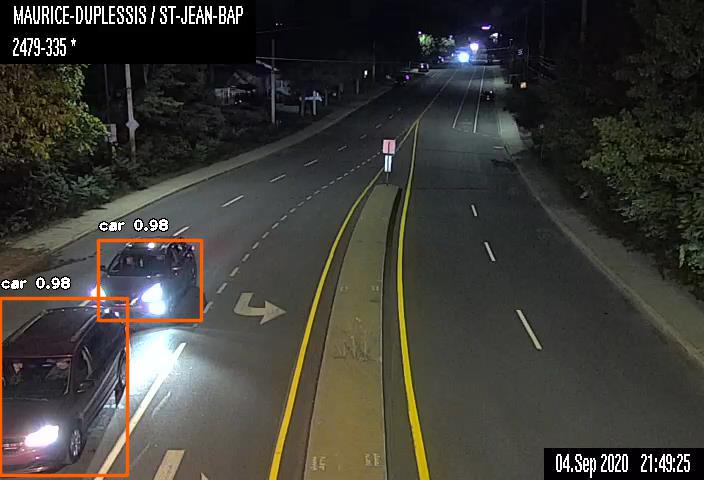 MAURICE-DUPLESSIS / ST-JEAN-BAP
2479-335 *
car 0.98
car 0.98
04.Sep 2020 21:49:25